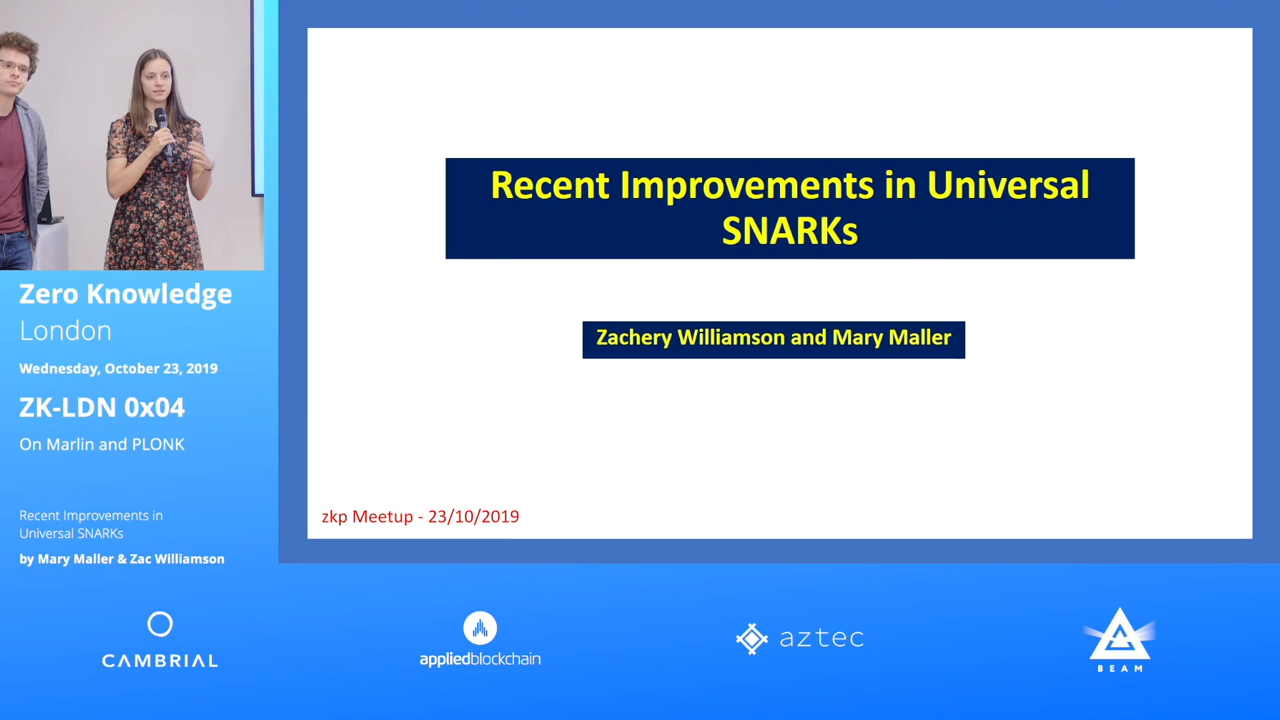 Recent Improvements in Universal
SNARKs
Zachery Williamson and Mary Maller
zkp Meetup - 23/10/2019
Zero Knowledge
London
Wednesday, October 23, 2019
ZK-LDN 0x04
On Marlin and PLONK
Recent Improvements in
Universal SNARKs
by Mary Maller & Zac Williamson
CAMBRIAL
appliedblockchain
aztec
BEAM